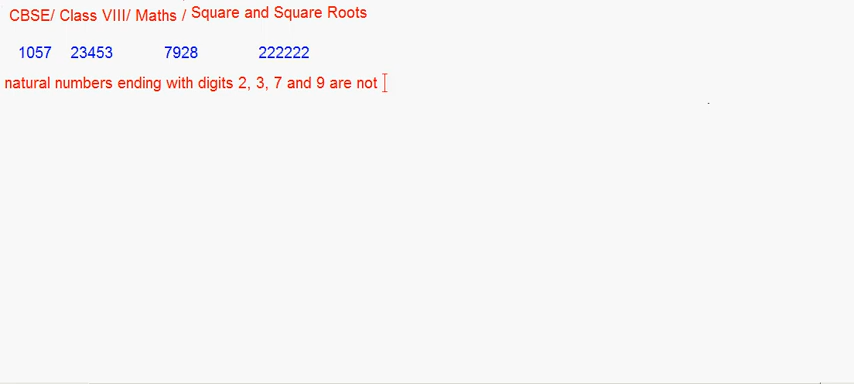 CBSE/ Class VIII/ Maths / Square and Square Roots
1057 23453 7928 222222
natural numbers ending with digits 2, 3, 7 and 9 are not